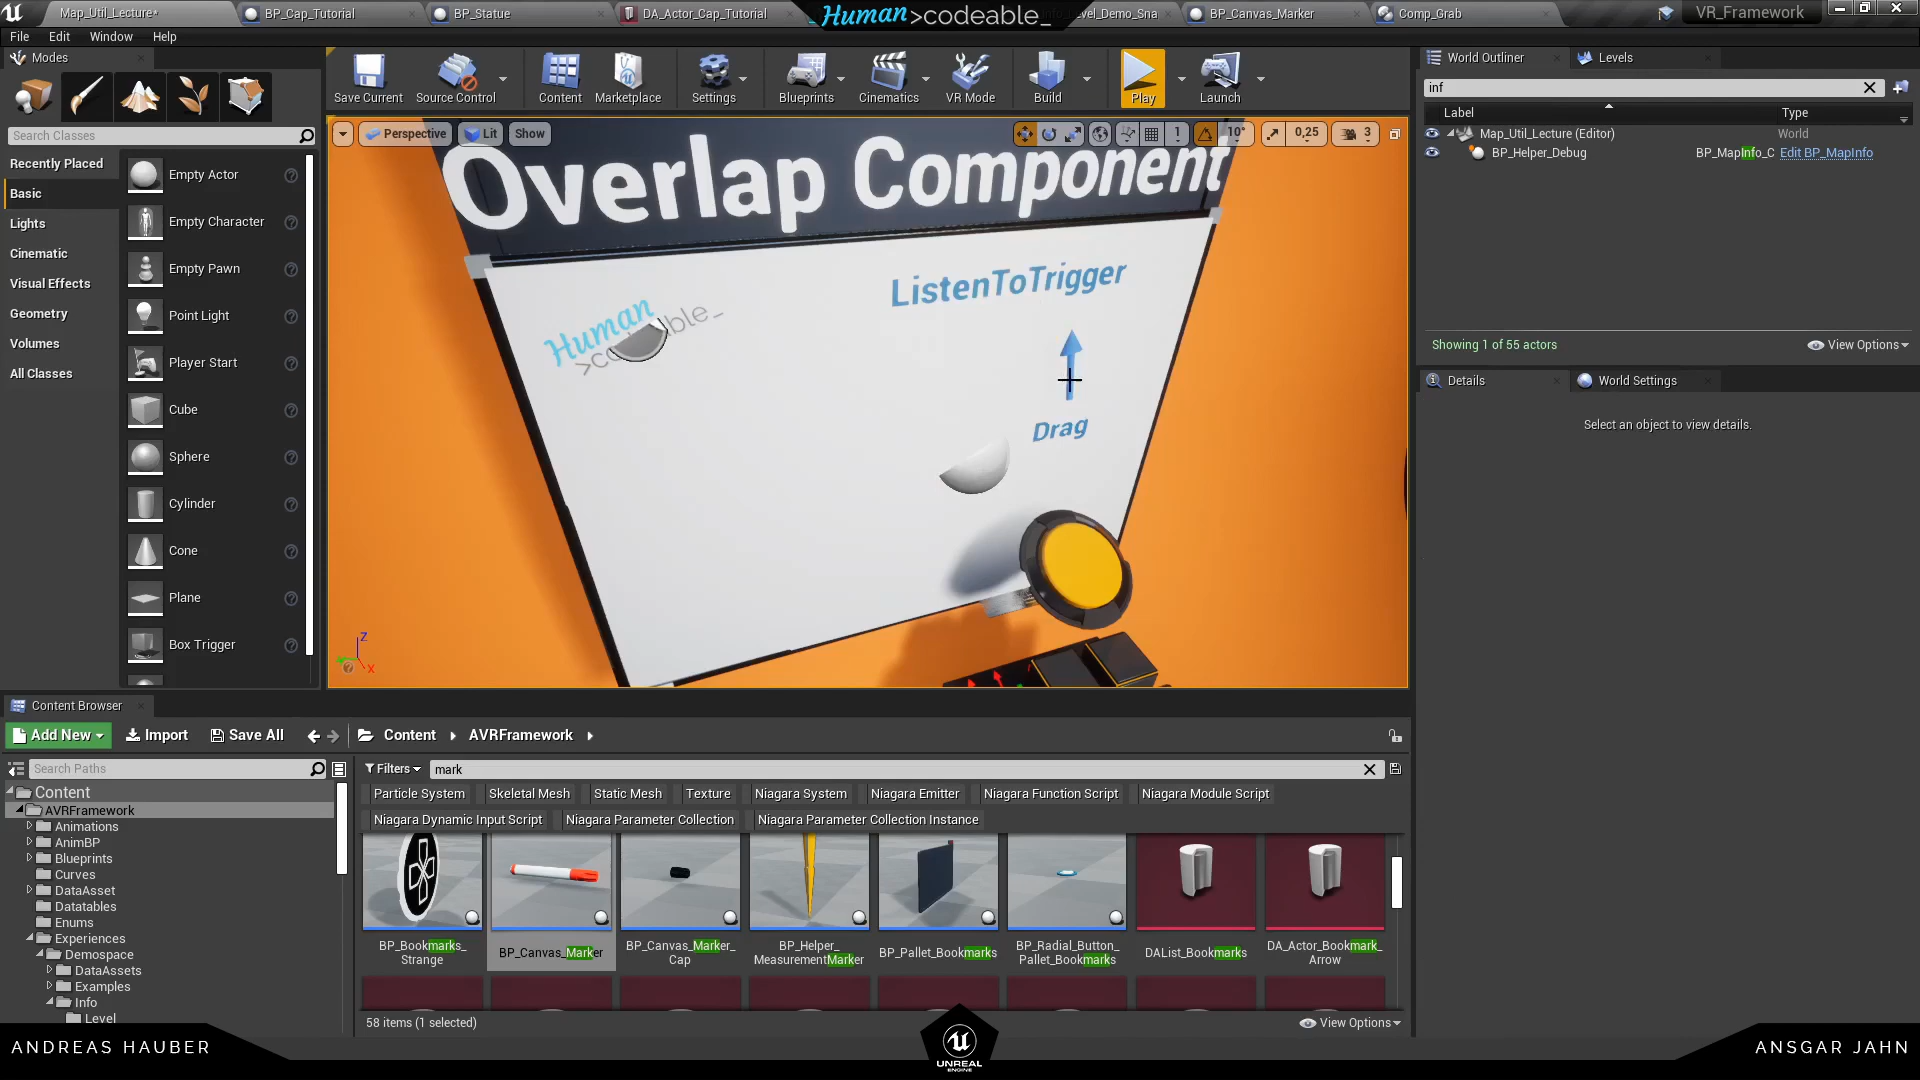 Map_Util_Lecture*
BP_Cap_Tutorial
BP_Statue
DA_Actor_Cap_Tutorial
Human >codeable_
Level_Demo_Sna
BP_Canvas_Marker
Comp_Grab
VR_Framework
File Edit Window Help
Modes
Save Current
Source Control
Content
Marketplace
Settings
Blueprints
Cinematics
VR Mode
Build
Play
Launch
World Outliner
Levels
inf
Label
Type
Map_Util_Lecture (Editor)
World
BP_Helper_Debug
BP_MapInfo_C
Edit BP_MapInfo
Showing 1 of 55 actors
View Options
Details
World Settings
Select an object to view details.
Search Classes
Recently Placed
Basic
Lights
Cinematic
Visual Effects
Geometry
Volumes
All Classes
Empty Actor
Empty Character
Empty Pawn
Point Light
Player Start
Cube
Sphere
Cylinder
Cone
Plane
Box Trigger
Perspective
Lit
Show
1
10°
0,25
3
Overlap Component
Human
ListenToTrigger
Drag
Z
X
Content Browser
Add New
Import
Save All
Content
AVRFramework
Search Paths
Filters
mark
Content
AVRFramework
Animations
AnimBP
Blueprints
Curves
DataAsset
Datatables
Enums
Experiences
Demospace
DataAssets
Examples
Info
Level
Particle System
Skeletal Mesh
Static Mesh
Texture
Niagara System
Niagara Emitter
Niagara Function Script
Niagara Module Script
Niagara Dynamic Input Script
Niagara Parameter Collection
Niagara Parameter Collection Instance
BP_Bookmarks_
Strange
BP_Canvas_Marker
BP_Canvas_Marker_
Cap
BP_Helper_
MeasurementMarker
BP_Pallet_Bookmarks
BP_Radial_Button_
Pallet_Bookmarks
DAList_Bookmarks
DA_Actor_Bookmark_
Arrow
58 items (1 selected)
View Options
ANDREAS HAUBER
UNREAL
ENGINE
ANSGAR JAHN